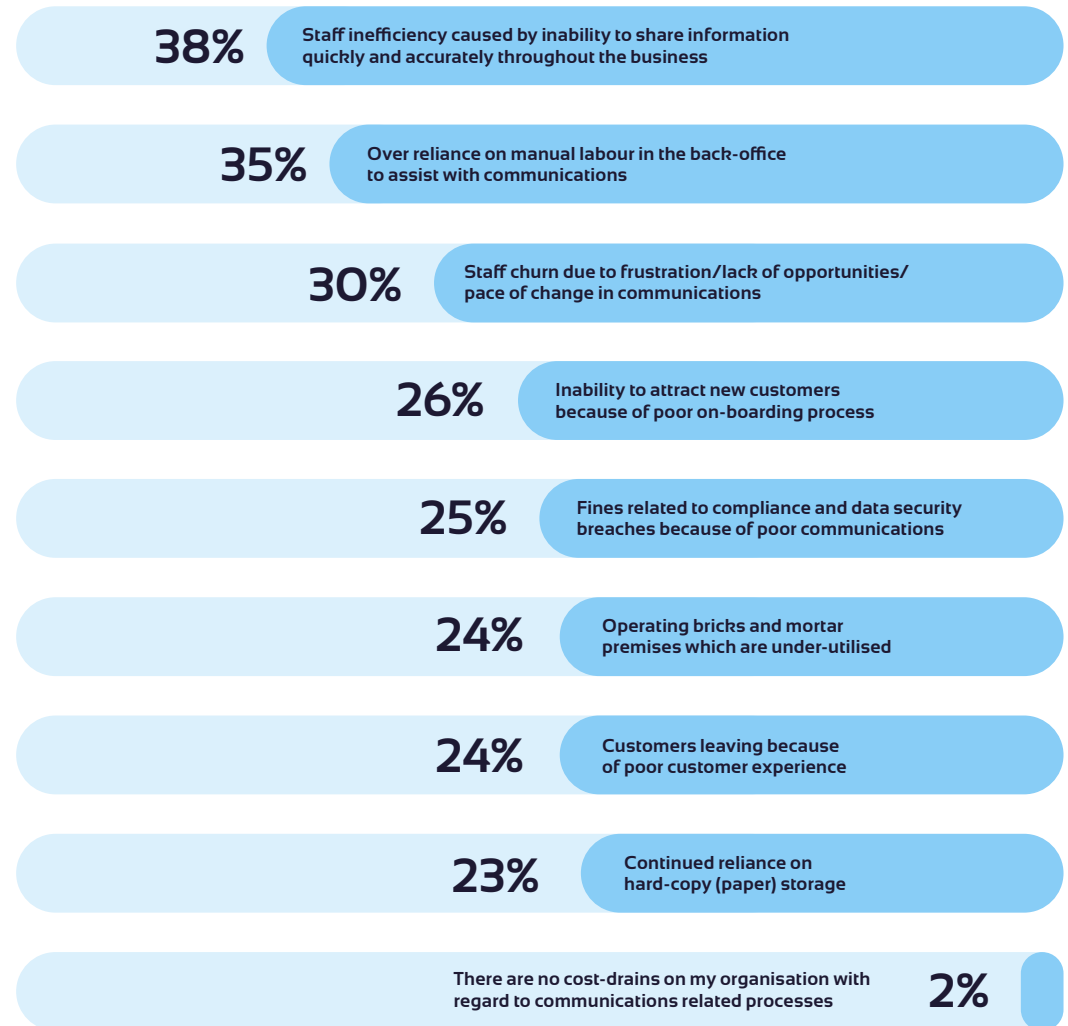 38%
Staff inefficiency caused by inability to share information
quickly and accurately throughout the business
35%
Over reliance on manual labour in the back-office
to assist with communications
30%
Staff churn due to frustration/lack of opportunities/
pace of change in communications
26%
Inability to attract new customers
because of poor on-boarding process
25%
Fines related to compliance and data security
breaches because of poor communications
24%
Operating bricks and mortar
premises which are under-utilised
24%
Customers leaving because
of poor customer experience
23%
Continued reliance on
hard-copy (paper) storage
There are no cost-drains on my organisation with
regard to communications related processes
2%